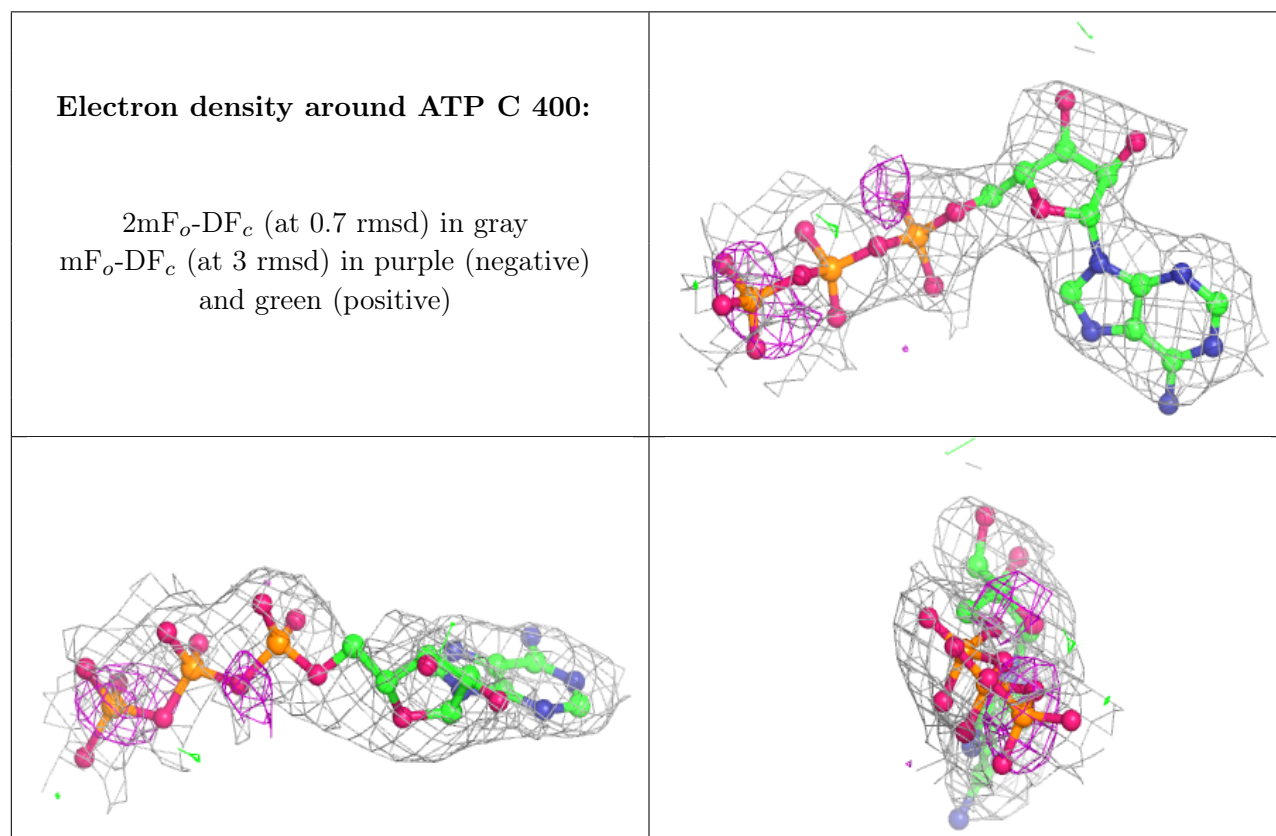 Electron density around ATP C 400:
2mFₒ-DF𝒸 (at 0.7 rmsd) in gray
mFₒ-DF𝒸 (at 3 rmsd) in purple (negative)
and green (positive)